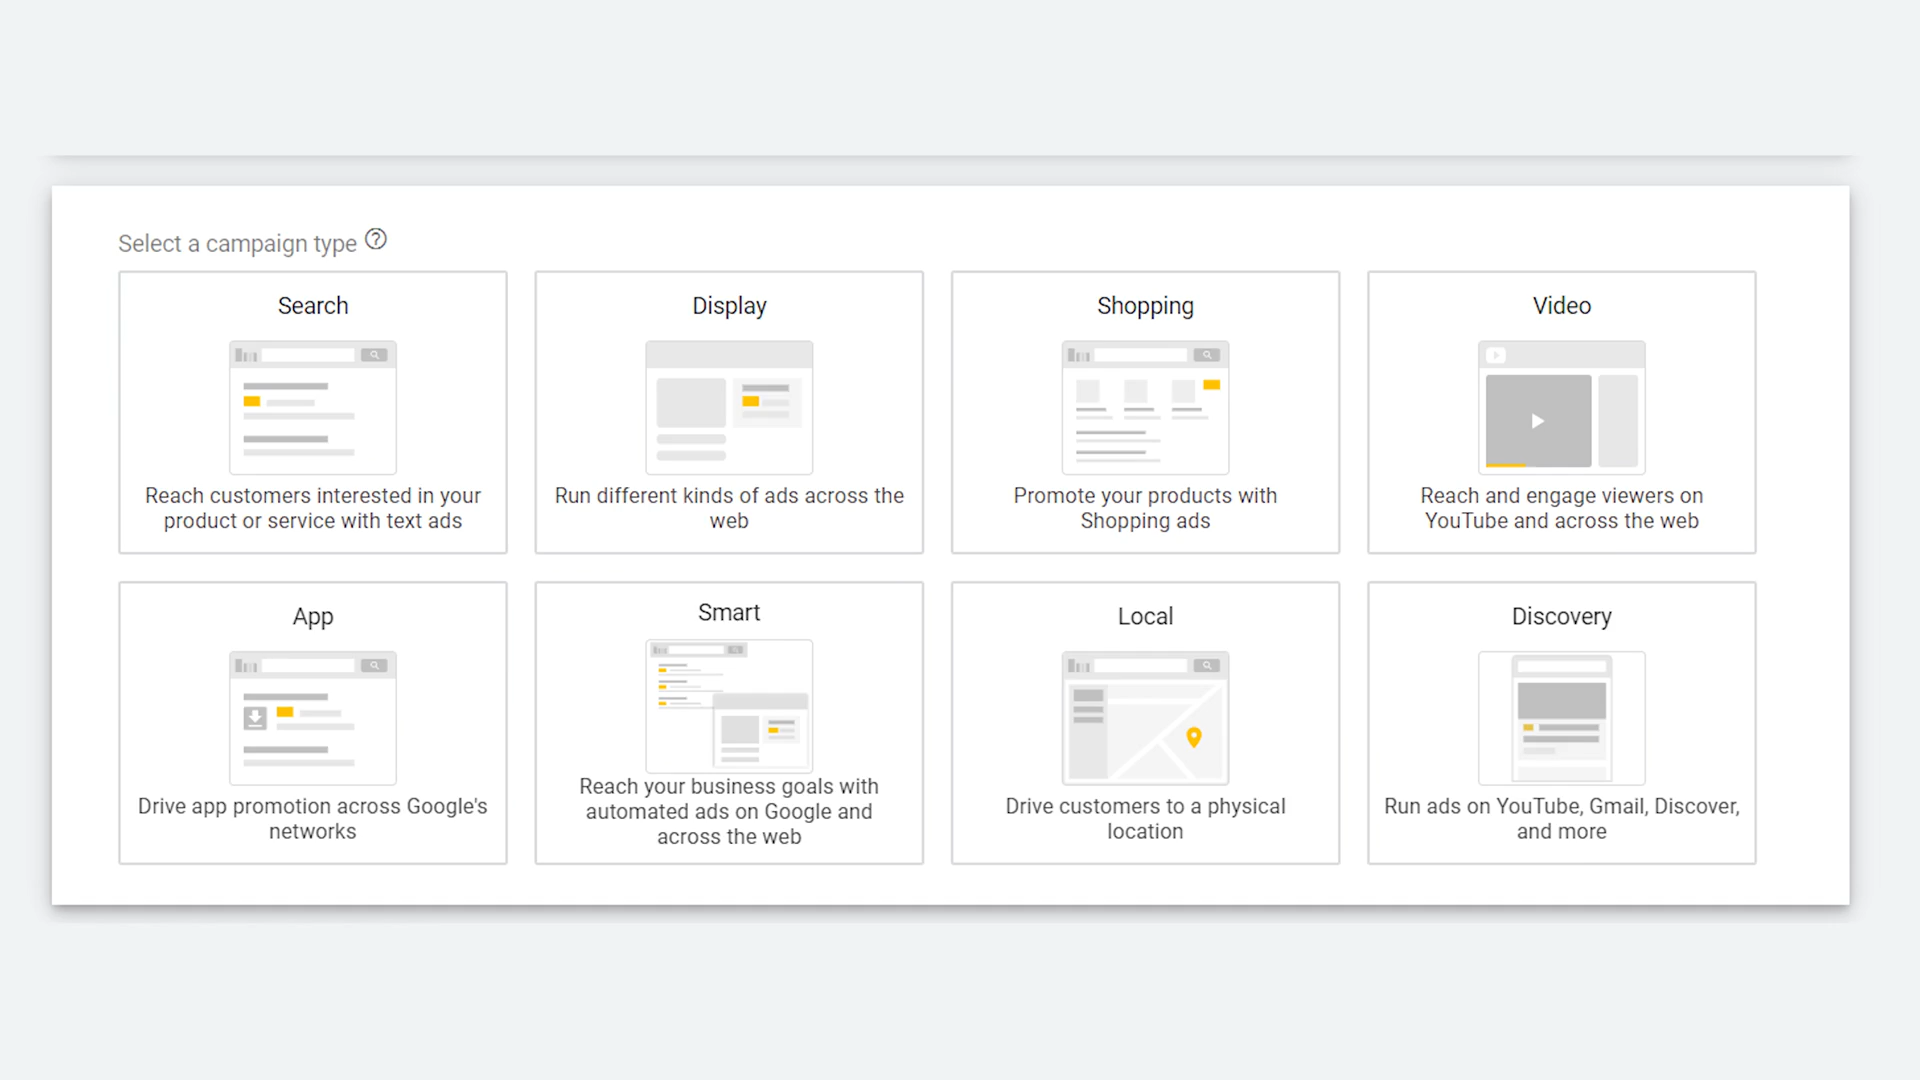 Select a campaign type
Search
Reach customers interested in your
product or service with text ads
Display
Run different kinds of ads across the
web
Shopping
Promote your products with
Shopping ads
Video
Reach and engage viewers on
YouTube and across the web
App
Drive app promotion across Google's
networks
Smart
Reach your business goals with
automated ads on Google and
across the web
Local
Drive customers to a physical
location
Discovery
Run ads on YouTube, Gmail, Discover,
and more